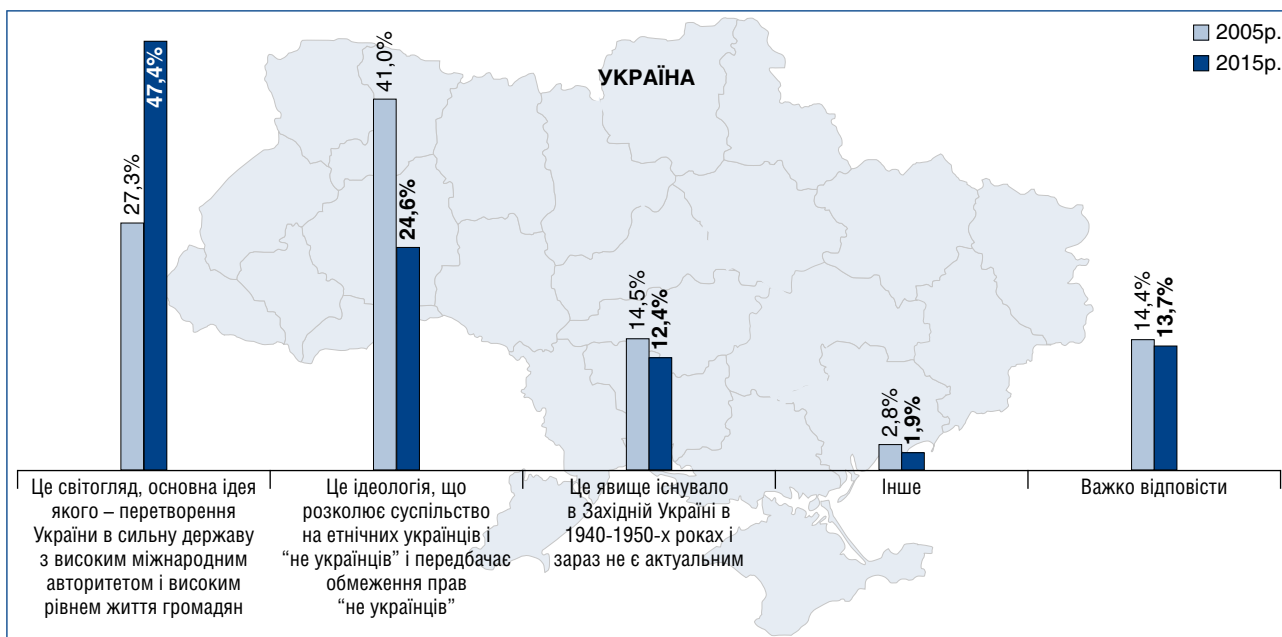 УКРАЇНА
2005р.
2015р.
27,3%
47,4%
41,0%
24,6%
14,5%
12,4%
2,8%
1,9%
14,4%
13,7%
Це світогляд, основна ідея
якого – перетворення
України в сильну державу
з високим міжнародним
авторитетом і високим
рівнем життя громадян
Це ідеологія, що
розколює суспільство
на етнічних українців і
“не українців” і передбачає
обмеження прав
“не українців”
Це явище існувало
в Західній Україні в
1940-1950-х роках і
зараз не є актуальним
Інше
Важко відповісти